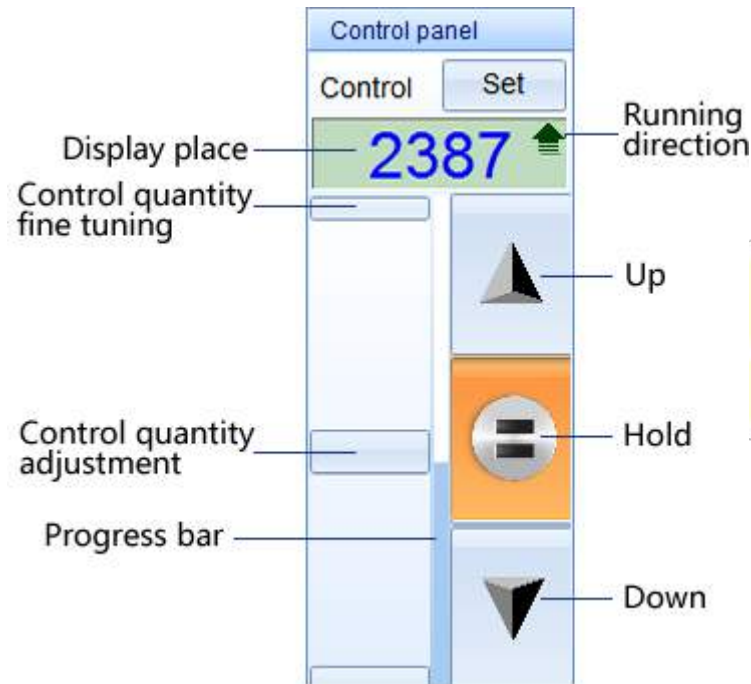 Control panel
Control
Set
2387
Running
direction
Display place
Control quantity
fine tuning
Up
Control quantity
adjustment
Hold
Progress bar
Down